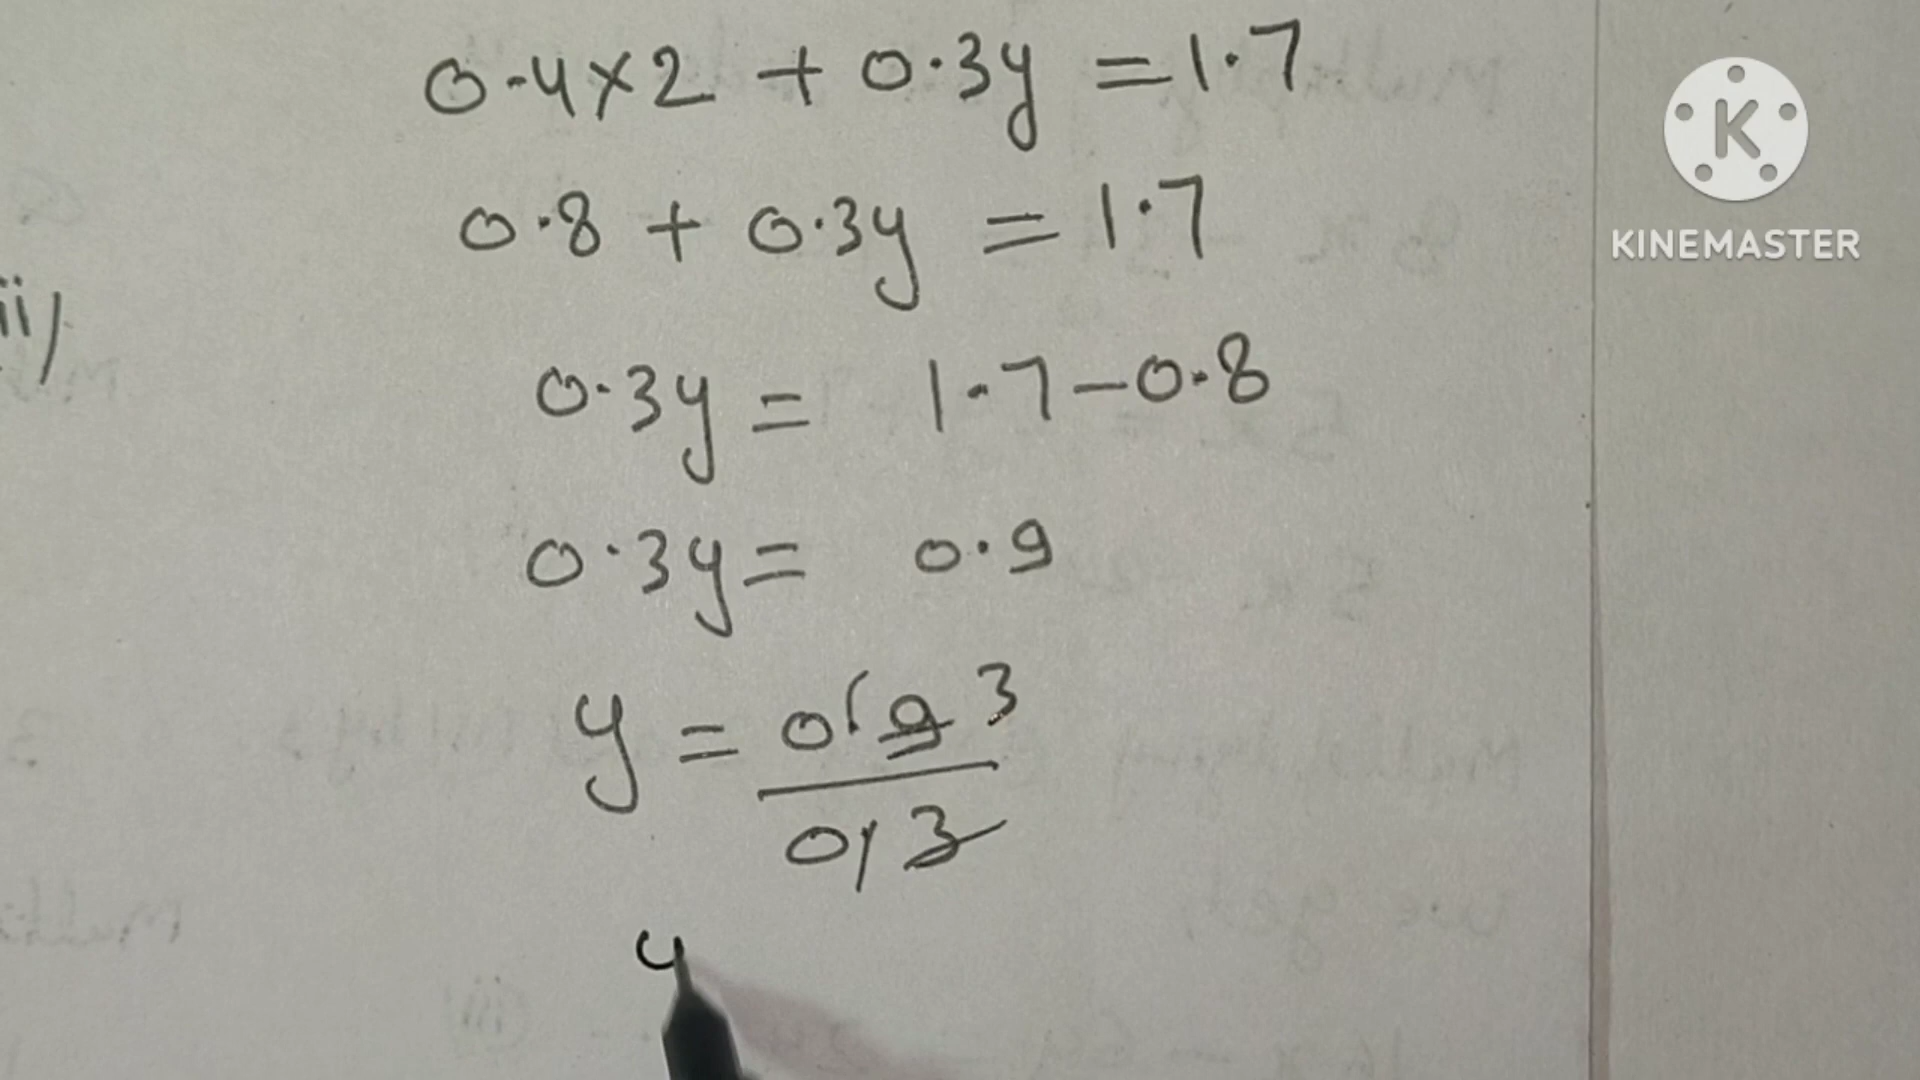 0.4×2 + 0.3y = 1.7
0.8 + 0.3y = 1.7
ii)
0.3y = 1.7-0.8
0.3y = 0.9
y = 0.9 3
0.3
y
KINEMASTER